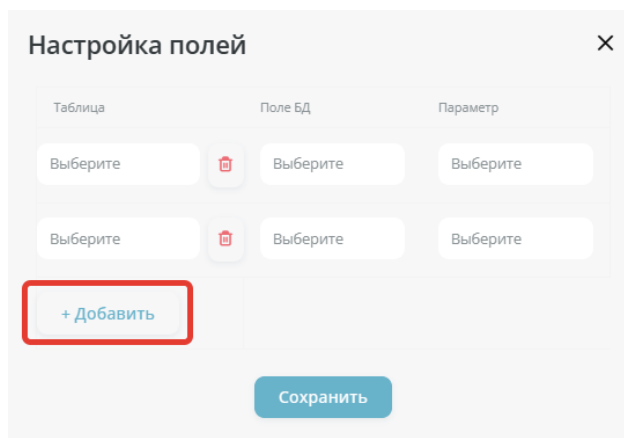 Настройка полей
Таблица Поле БД Параметр
Выберите Выберите Выберите
Выберите Выберите Выберите
+ Добавить
Сохранить